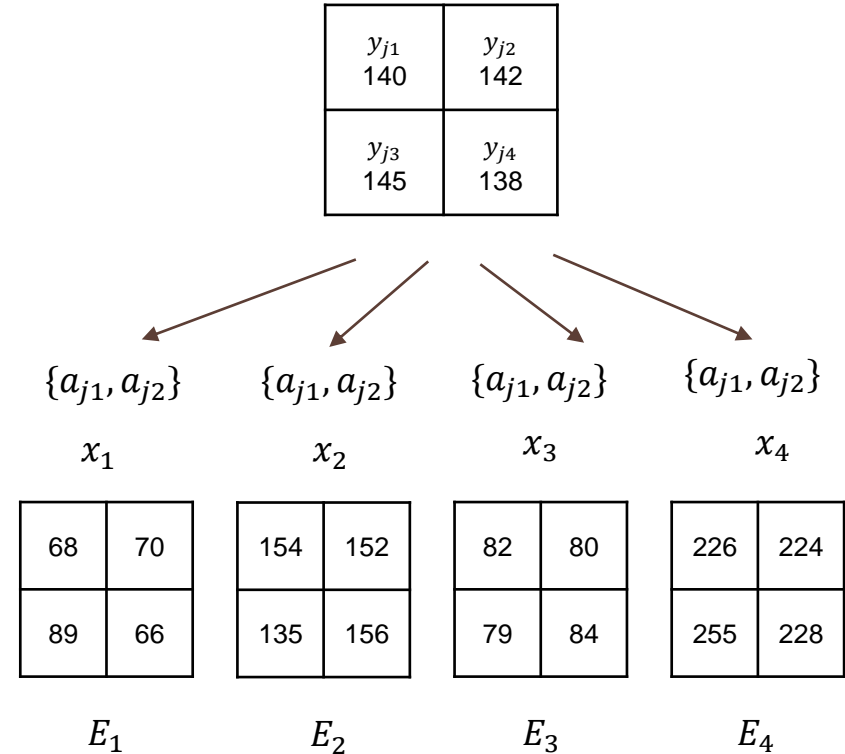 y_{j1} y_{j2}
140 142
y_{j3} y_{j4}
145 138
{a_{j1}, a_{j2}} {a_{j1}, a_{j2}} {a_{j1}, a_{j2}} {a_{j1}, a_{j2}}
x_1 x_2 x_3 x_4
68 70 154 152 82 80 226 224
89 66 135 156 79 84 255 228
E_1 E_2 E_3 E_4